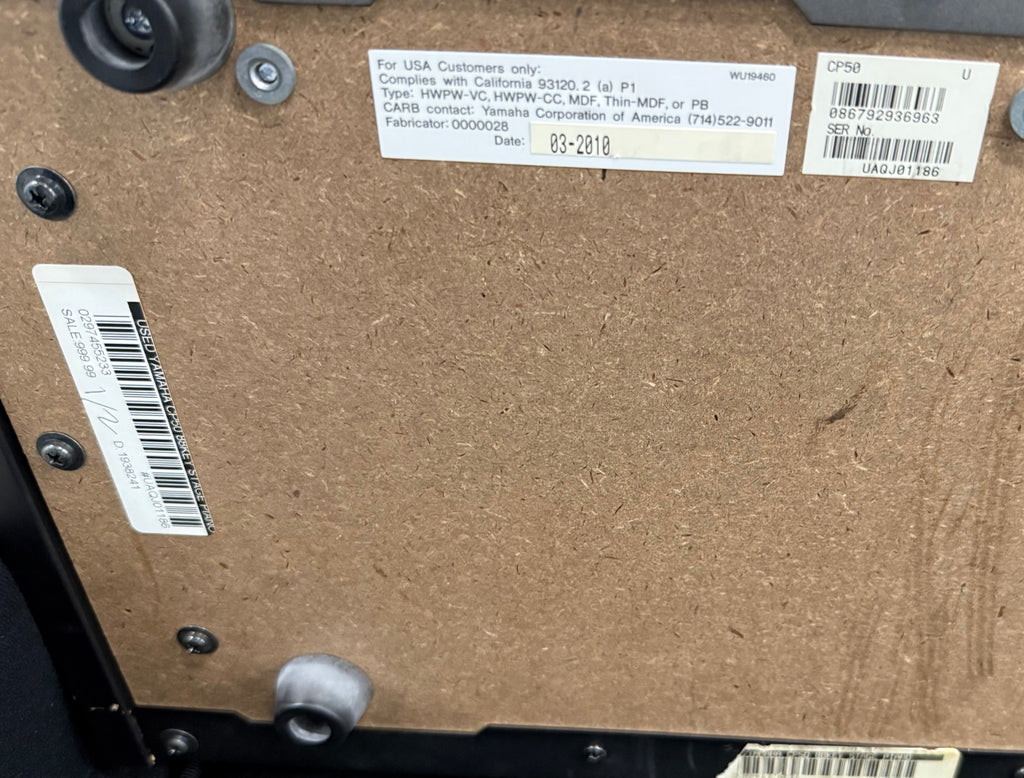 For USA Customers only:
WU19460
Complies with California 93120.2 (a) P1
Type: HWPW-VC, HWPW-CC, MDF, Thin-MDF, or PB
CARB contact: Yamaha Corporation of America (714)522-9011
Fabricator: 0000028
Date: 03-2010
CP50 U
086792936963
SER No.
UAQJ01186
USED YAMAHA CP50 88KEY STAGE PIANO
#UAQJ01186
0297455233
D.1938241
SALE 999.99